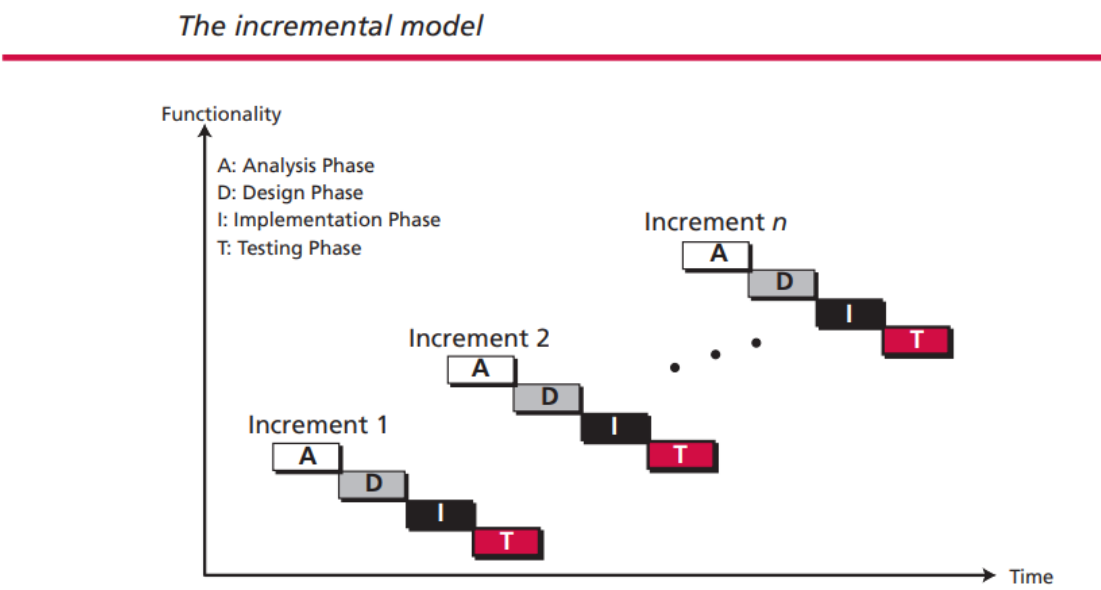 The incremental model
Functionality
A: Analysis Phase
D: Design Phase
I: Implementation Phase
T: Testing Phase
Increment n
A
D
I
T
Increment 2
A
D
I
T
Increment 1
A
D
I
T
Time